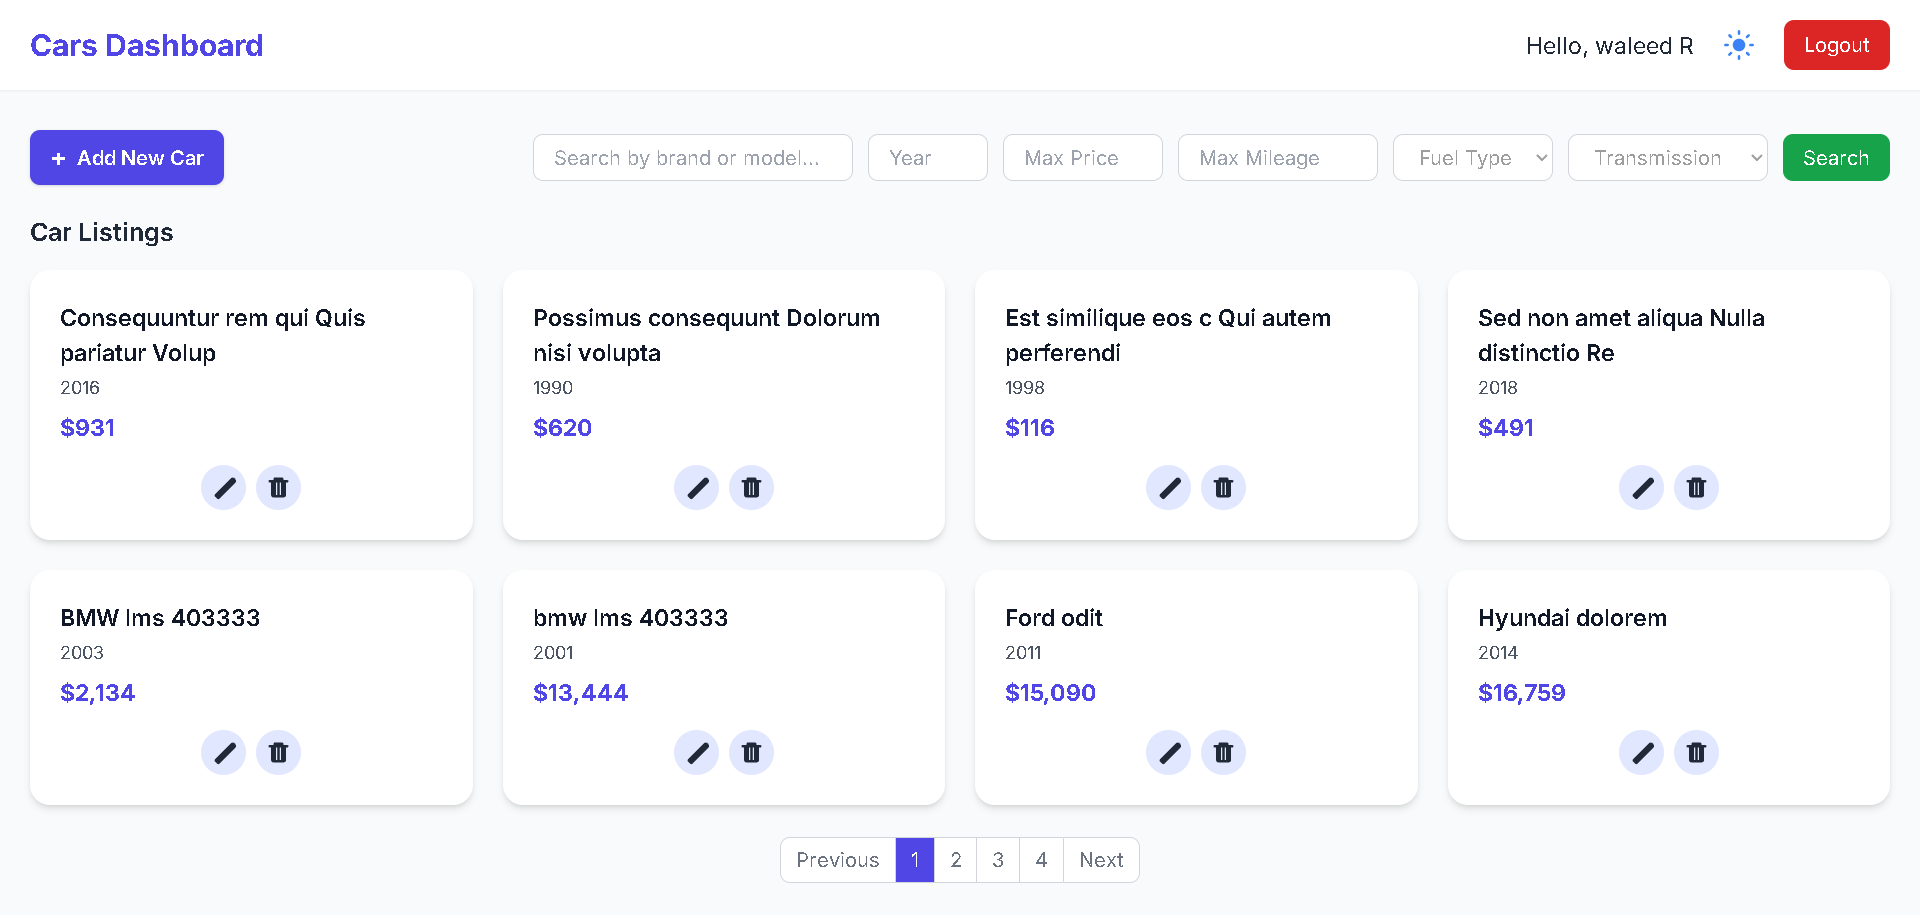 Cars Dashboard
Hello, waleed R
Logout
+ Add New Car
Search by brand or model...
Year
Max Price
Max Mileage
Fuel Type
Transmission
Search
Car Listings
Consequuntur rem qui Quis
pariatur Volup
2016
$931
Possimus consequunt Dolorum
nisi volupta
1990
$620
Est similique eos c Qui autem
perferendi
1998
$116
Sed non amet aliqua Nulla
distinctio Re
2018
$491
BMW lms 403333
2003
$2,134
bmw lms 403333
2001
$13,444
Ford odit
2011
$15,090
Hyundai dolorem
2014
$16,759
Previous 1 2 3 4 Next